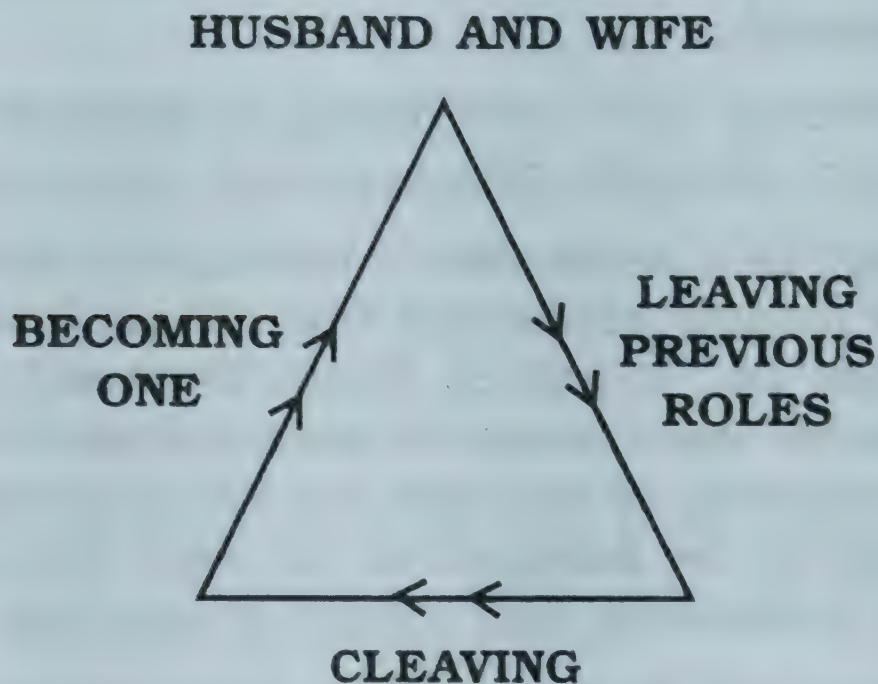 HUSBAND AND WIFE
BECOMING
ONE
LEAVING
PREVIOUS
ROLES
CLEAVING